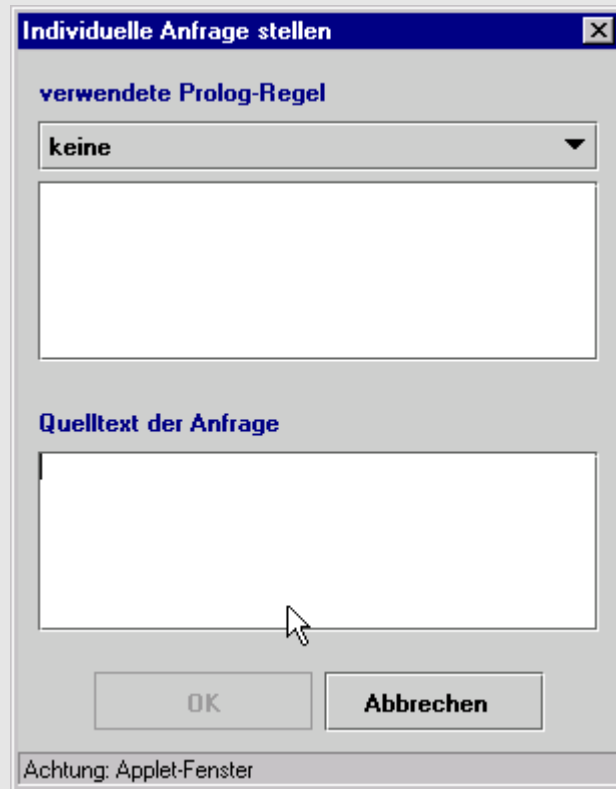 Individuelle Anfrage stellen
verwendete Prolog-Regel
keine
Quelltext der Anfrage
OK Abbrechen
Achtung: Applet-Fenster